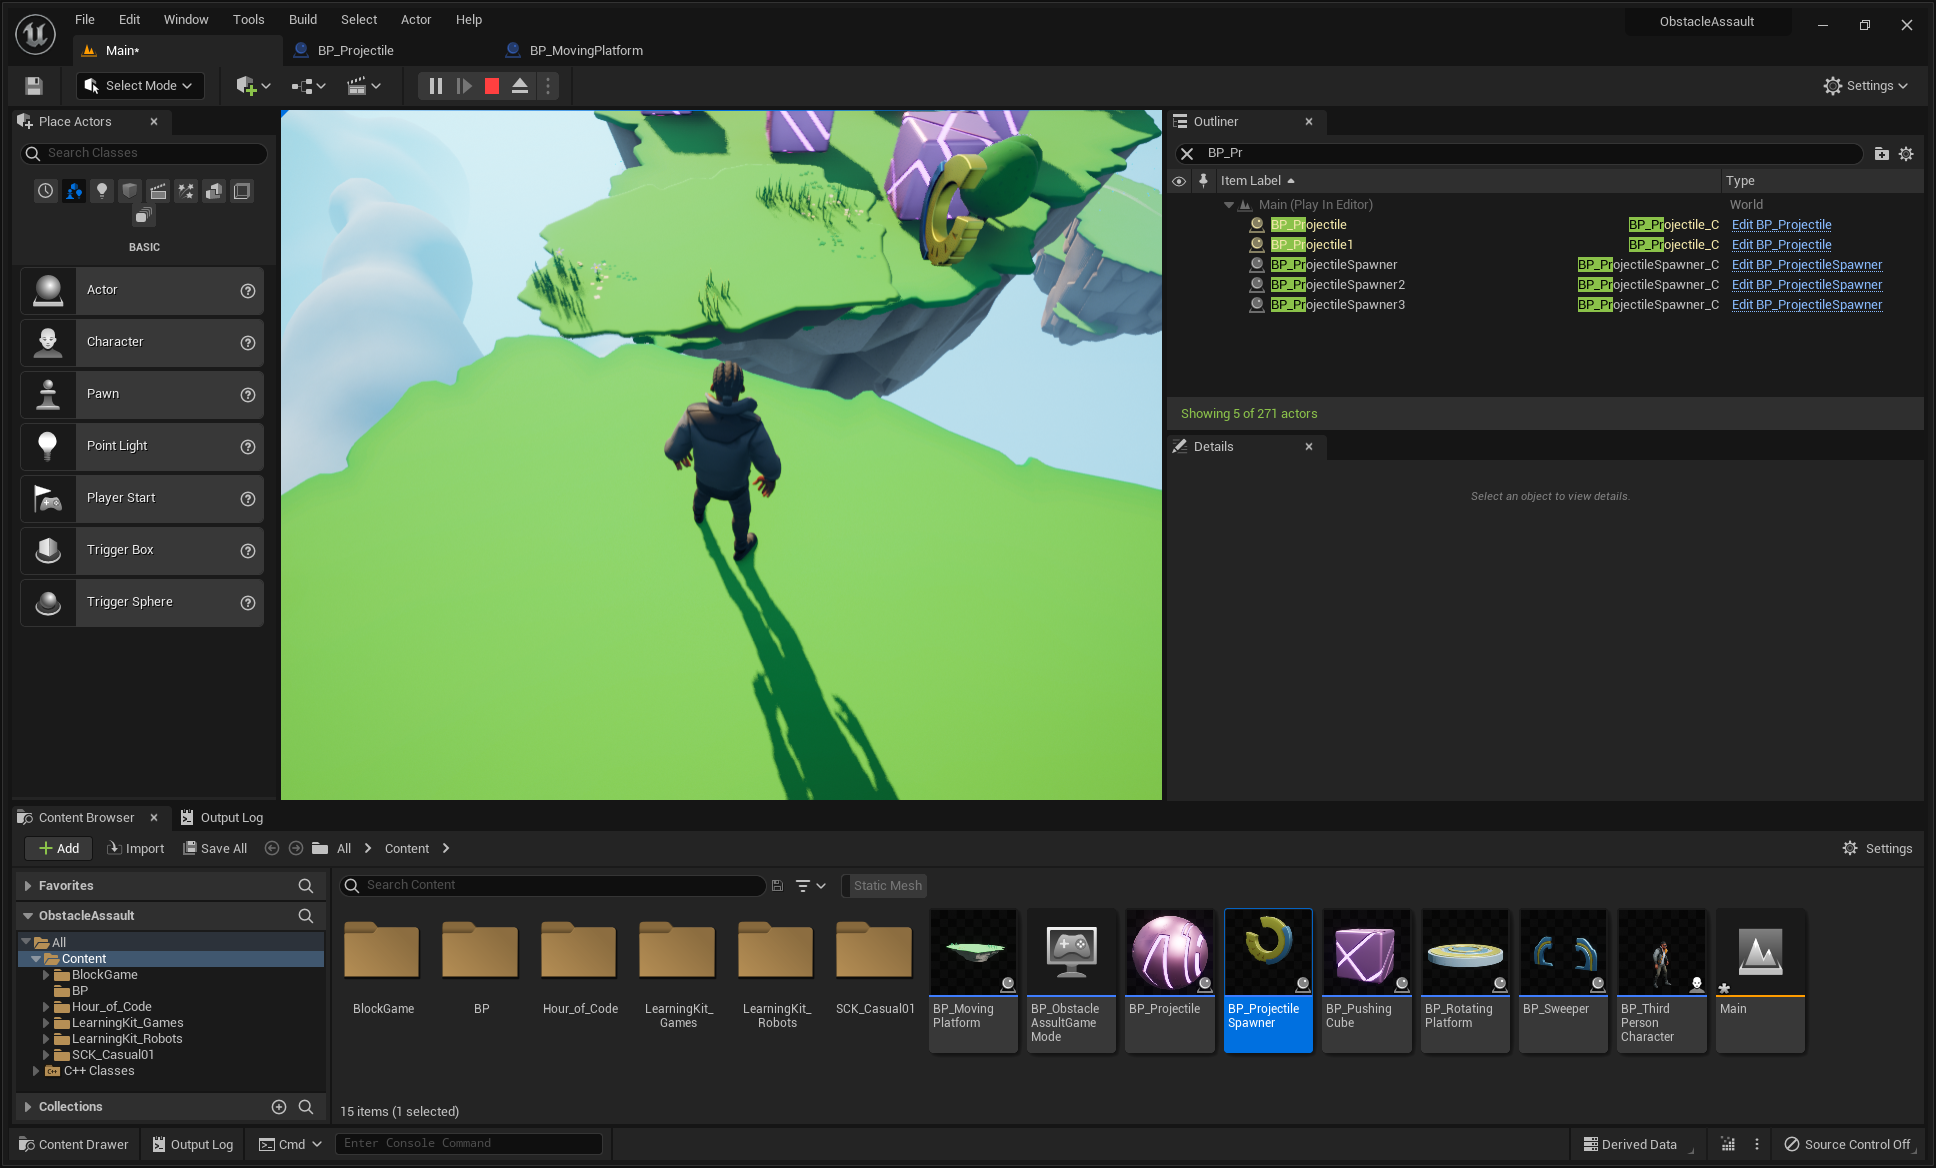 File Edit Window Tools Build Select Actor Help
ObstacleAssault
Main*
BP_Projectile
BP_MovingPlatform
Select Mode
Settings
Place Actors
Search Classes
BASIC
Actor
Character
Pawn
Point Light
Player Start
Trigger Box
Trigger Sphere
Outliner
BP_Pr
Item Label Type
Main (Play In Editor) World
BP_Projectile BP_Projectile_C Edit BP_Projectile
BP_Projectile1 BP_Projectile_C Edit BP_Projectile
BP_ProjectileSpawner BP_ProjectileSpawner_C Edit BP_ProjectileSpawner
BP_ProjectileSpawner2 BP_ProjectileSpawner_C Edit BP_ProjectileSpawner
BP_ProjectileSpawner3 BP_ProjectileSpawner_C Edit BP_ProjectileSpawner
Showing 5 of 271 actors
Details
Select an object to view details.
Content Browser
Output Log
Add Import Save All All Content
Settings
Favorites
ObstacleAssault
All
Content
BlockGame
BP
Hour_of_Code
LearningKit_Games
LearningKit_Robots
SCK_Casual01
C++ Classes
Collections
Search Content
Static Mesh
BlockGame
BP
Hour_of_Code
LearningKit_
Games
LearningKit_
Robots
SCK_Casual01
BP_Moving
Platform
BP_Obstacle
AssultGame
Mode
BP_Projectile
BP_Projectile
Spawner
BP_Pushing
Cube
BP_Rotating
Platform
BP_Sweeper
BP_Third
Person
Character
Main
15 items (1 selected)
Content Drawer Output Log Cmd Enter Console Command
Derived Data Source Control Off